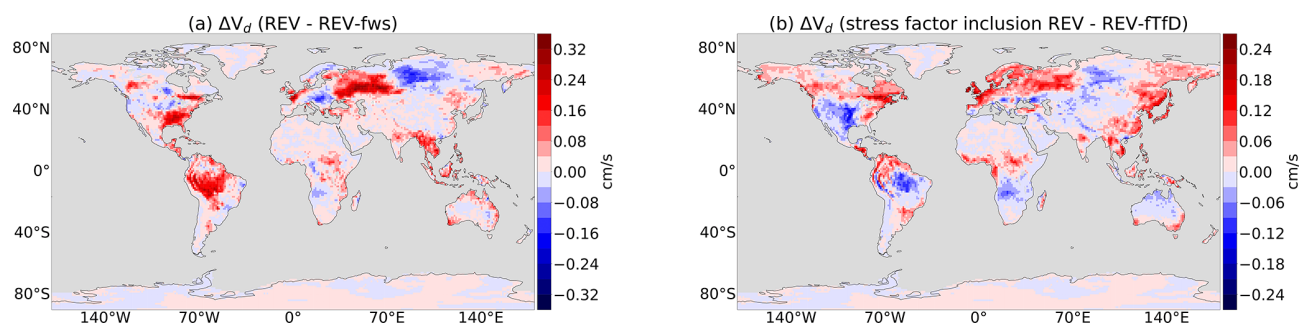 (a) ΔV_d (REV - REV-fws)
80°N
40°N
0°
40°S
80°S
140°W 70°W 0° 70°E 140°E
0.32
0.24
0.16
0.08
0.00
−0.08
−0.16
−0.24
−0.32
cm/s
(b) ΔV_d (stress factor inclusion REV - REV-fTfD)
80°N
40°N
0°
40°S
80°S
140°W 70°W 0° 70°E 140°E
0.24
0.18
0.12
0.06
0.00
−0.06
−0.12
−0.18
−0.24
cm/s